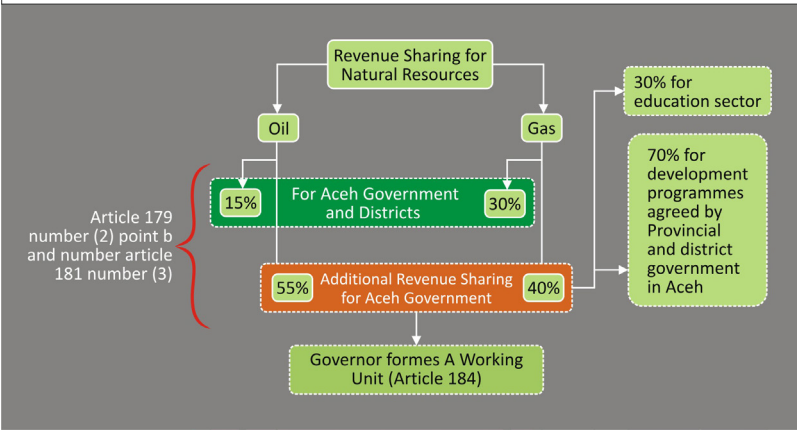 Revenue Sharing for
Natural Resources
Oil
Gas
30% for
education sector
15%
For Aceh Government
and Districts
30%
70% for
development
programmes
agreed by
Provincial
and district
government
in Aceh
Article 179
number (2) point b
and number article
181 number (3)
55%
Additional Revenue Sharing
for Aceh Government
40%
Governor formes A Working
Unit (Article 184)